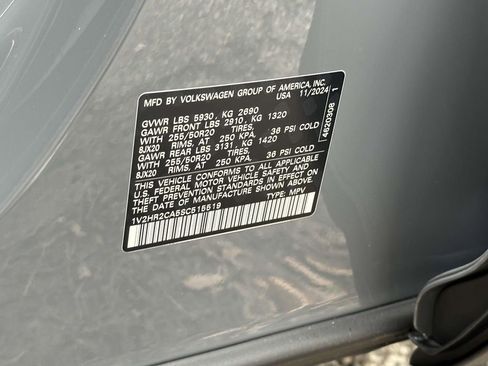 MFD BY VOLKSWAGEN GROUP OF AMERICA, INC.
USA 11/2024
GVWR LBS 5930, KG 2690
GAWR FRONT LBS 2910, KG 1320
WITH 255/50R20 TIRES,
8JX20 RIMS, AT 250 KPA, 36 PSI COLD
GAWR REAR LBS 3131, KG 1420
WITH 255/50R20 TIRES,
8JX20 RIMS, AT 250 KPA, 36 PSI COLD
THIS VEHICLE CONFORMS TO ALL APPLICABLE
U.S. FEDERAL MOTOR VEHICLE SAFETY AND
THEFT PREVENTION STANDARDS IN EFFECT ON
THE DATE OF MANUFACTURE SHOWN ABOVE.
1V2HR2CA5SC515519 TYPE: MPV
4620308 1